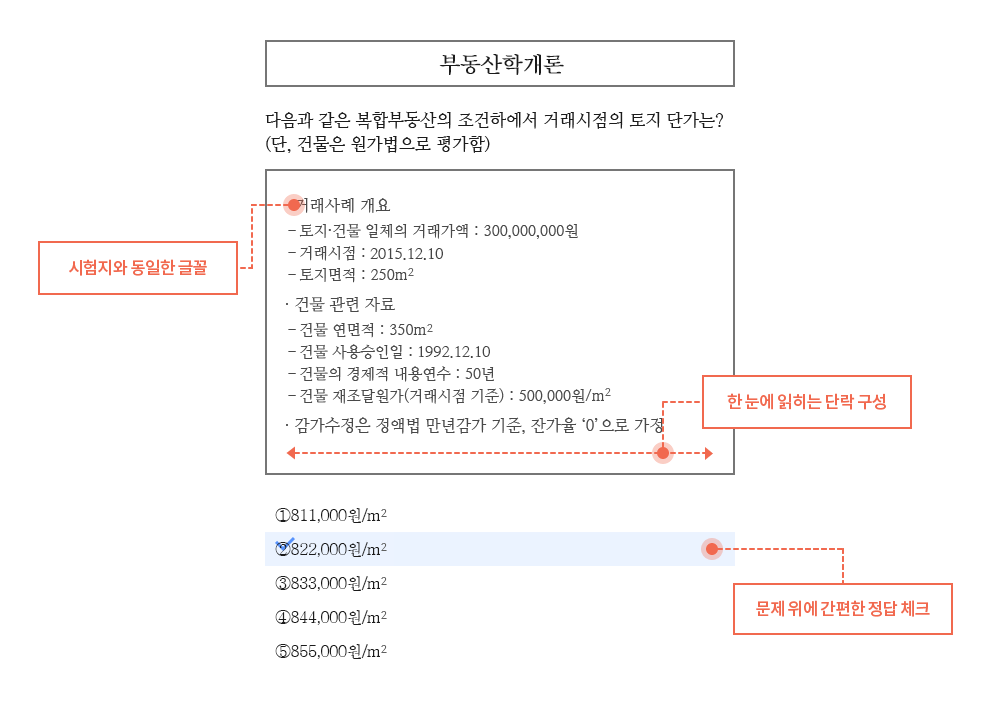 부동산학개론
다음과 같은 복합부동산의 조건하에서 거래시점의 토지 단가는?
(단, 건물은 원가법으로 평가함)
거래사례 개요
– 토지·건물 일체의 거래가액 : 300,000,000원
– 거래시점 : 2015.12.10
– 토지면적 : 250m²
시험지와 동일한 글꼴
· 건물 관련 자료
– 건물 연면적 : 350m²
– 건물 사용승인일 : 1992.12.10
– 건물의 경제적 내용연수 : 50년
– 건물 재조달원가(거래시점 기준) : 500,000원/m²
한 눈에 읽히는 단락 구성
· 감가수정은 정액법 만년감가 기준, 잔가율 ‘0’으로 가정
①811,000원/m²
②822,000원/m²
③833,000원/m²
문제 위에 간편한 정답 체크
④844,000원/m²
⑤855,000원/m²